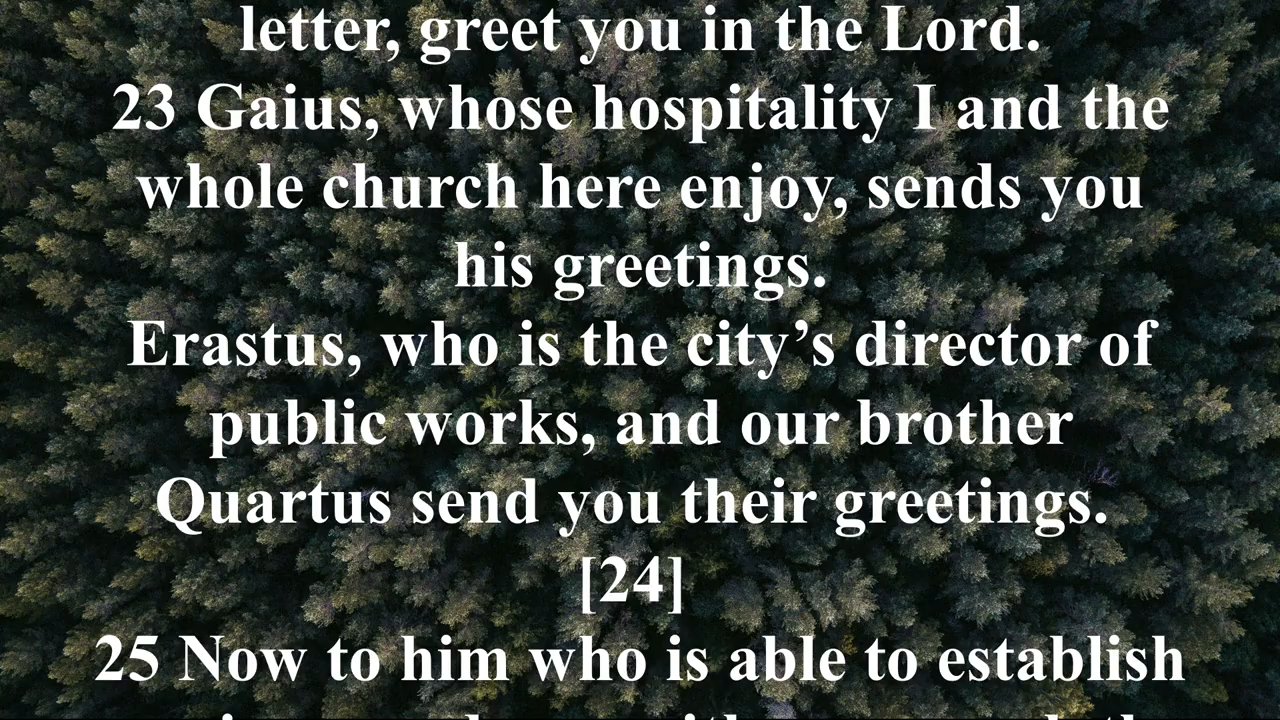 letter, greet you in the Lord.
23 Gaius, whose hospitality I and the
whole church here enjoy, sends you
his greetings.
Erastus, who is the city’s director of
public works, and our brother
Quartus send you their greetings.
[24]
25 Now to him who is able to establish